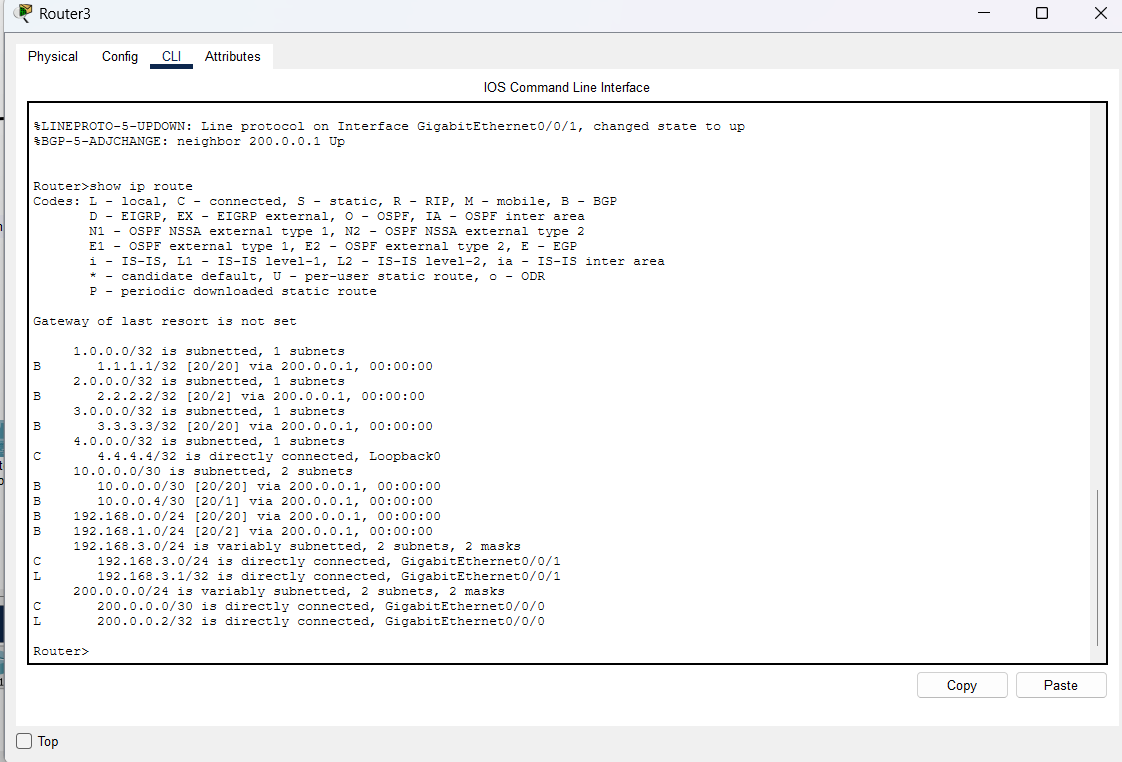 Router3
Physical Config CLI Attributes
IOS Command Line Interface
%LINEPROTO-5-UPDOWN: Line protocol on Interface GigabitEthernet0/0/1, changed state to up
%BGP-5-ADJCHANGE: neighbor 200.0.0.1 Up
Router>show ip route
Codes: L - local, C - connected, S - static, R - RIP, M - mobile, B - BGP
D - EIGRP, EX - EIGRP external, O - OSPF, IA - OSPF inter area
N1 - OSPF NSSA external type 1, N2 - OSPF NSSA external type 2
E1 - OSPF external type 1, E2 - OSPF external type 2, E - EGP
i - IS-IS, L1 - IS-IS level-1, L2 - IS-IS level-2, ia - IS-IS inter area
* - candidate default, U - per-user static route, o - ODR
P - periodic downloaded static route
Gateway of last resort is not set
1.0.0.0/32 is subnetted, 1 subnets
B 1.1.1.1/32 [20/20] via 200.0.0.1, 00:00:00
2.0.0.0/32 is subnetted, 1 subnets
B 2.2.2.2/32 [20/2] via 200.0.0.1, 00:00:00
3.0.0.0/32 is subnetted, 1 subnets
B 3.3.3.3/32 [20/20] via 200.0.0.1, 00:00:00
4.0.0.0/32 is subnetted, 1 subnets
C 4.4.4.4/32 is directly connected, Loopback0
10.0.0.0/30 is subnetted, 2 subnets
B 10.0.0.0/30 [20/20] via 200.0.0.1, 00:00:00
B 10.0.0.4/30 [20/1] via 200.0.0.1, 00:00:00
B 192.168.0.0/24 [20/20] via 200.0.0.1, 00:00:00
B 192.168.1.0/24 [20/2] via 200.0.0.1, 00:00:00
192.168.3.0/24 is variably subnetted, 2 subnets, 2 masks
C 192.168.3.0/24 is directly connected, GigabitEthernet0/0/1
L 192.168.3.1/32 is directly connected, GigabitEthernet0/0/1
200.0.0.0/24 is variably subnetted, 2 subnets, 2 masks
C 200.0.0.0/30 is directly connected, GigabitEthernet0/0/0
L 200.0.0.2/32 is directly connected, GigabitEthernet0/0/0
Router>
Copy Paste
Top